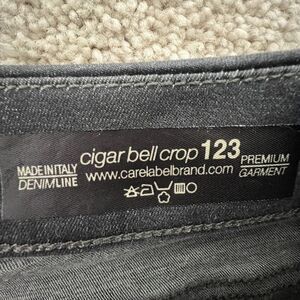 cigar bell crop 123
MADE IN ITALY
DENIMLINE
www.carelabelbrand.com
PREMIUM
GARMENT